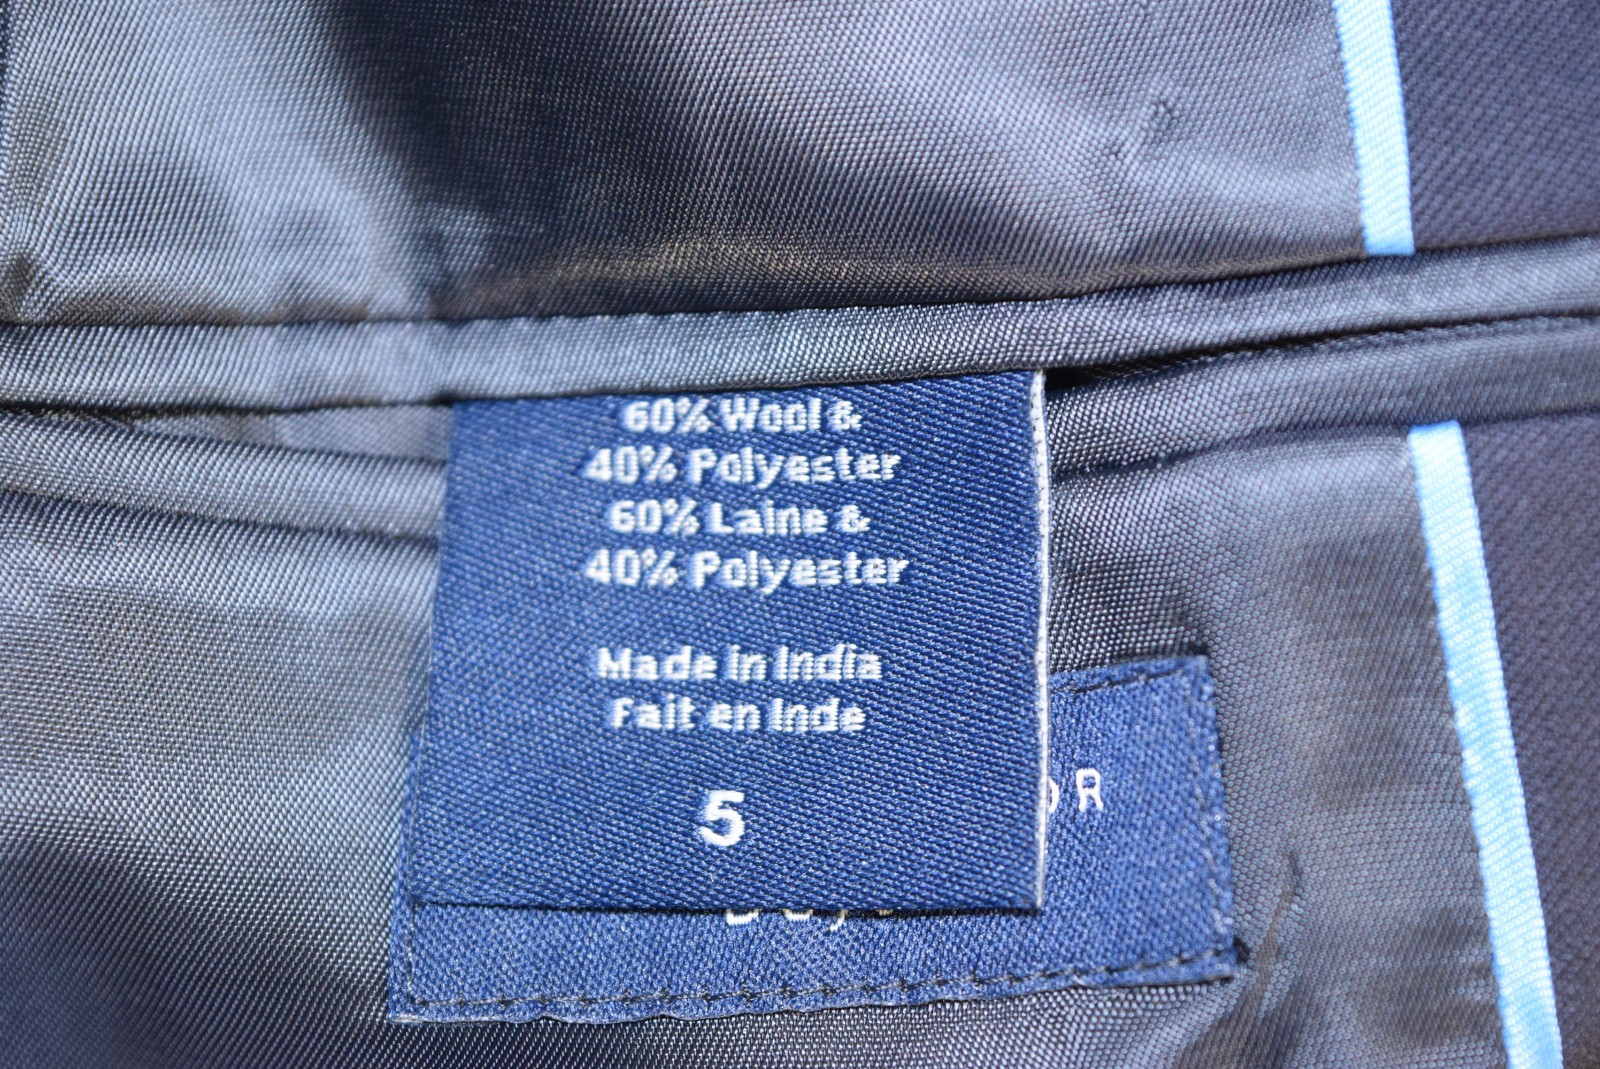 60% Wool &
40% Polyester
60% Laine &
40% Polyester
Made in India
Fait en Inde
5